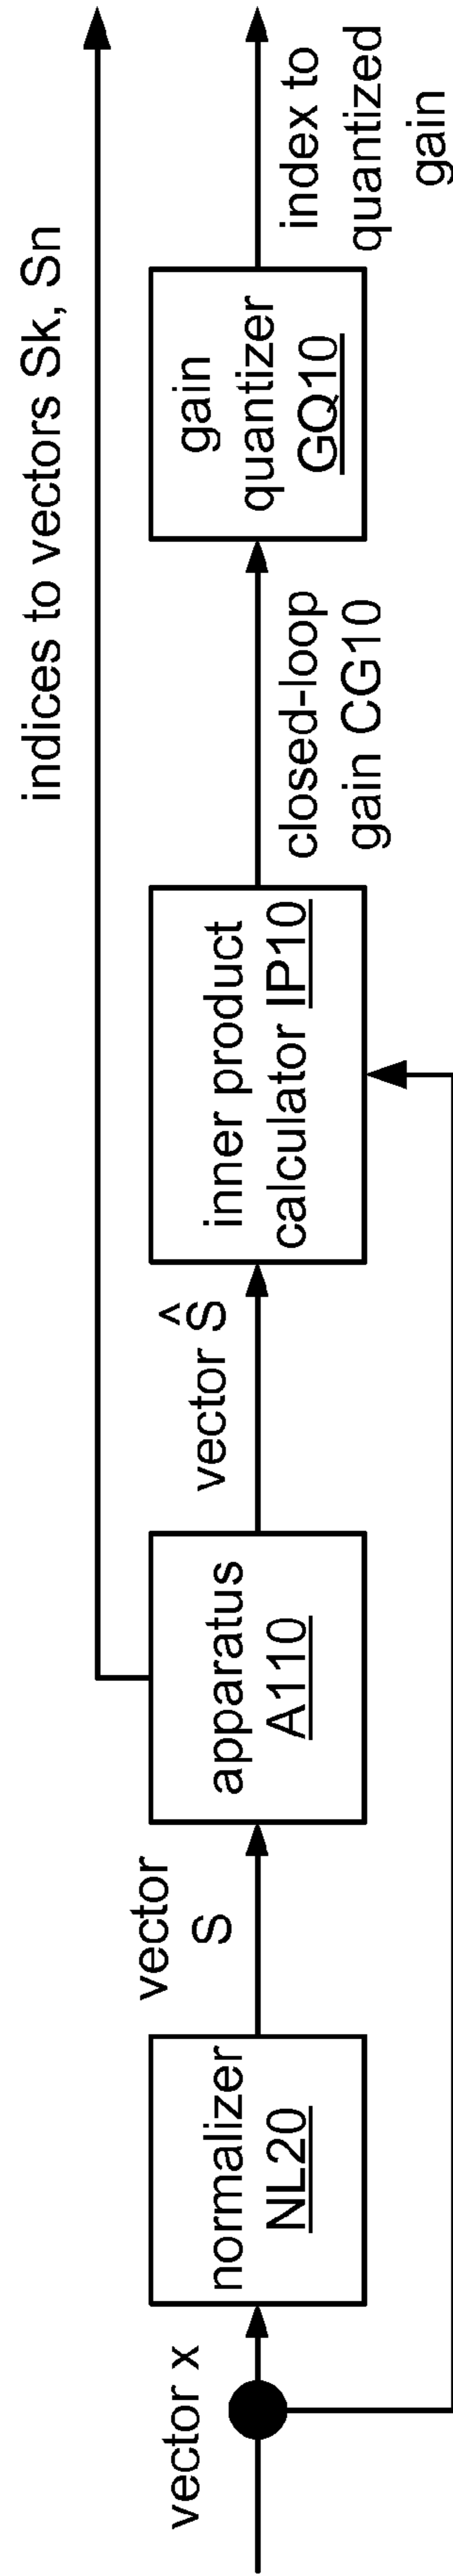 indices to vectors Sk, Sn
vector x
normalizer
NL20
vector
S
apparatus
A110
vector Ŝ
inner product
calculator IP10
closed-loop
gain CG10
gain
quantizer
GQ10
index to
quantized
gain